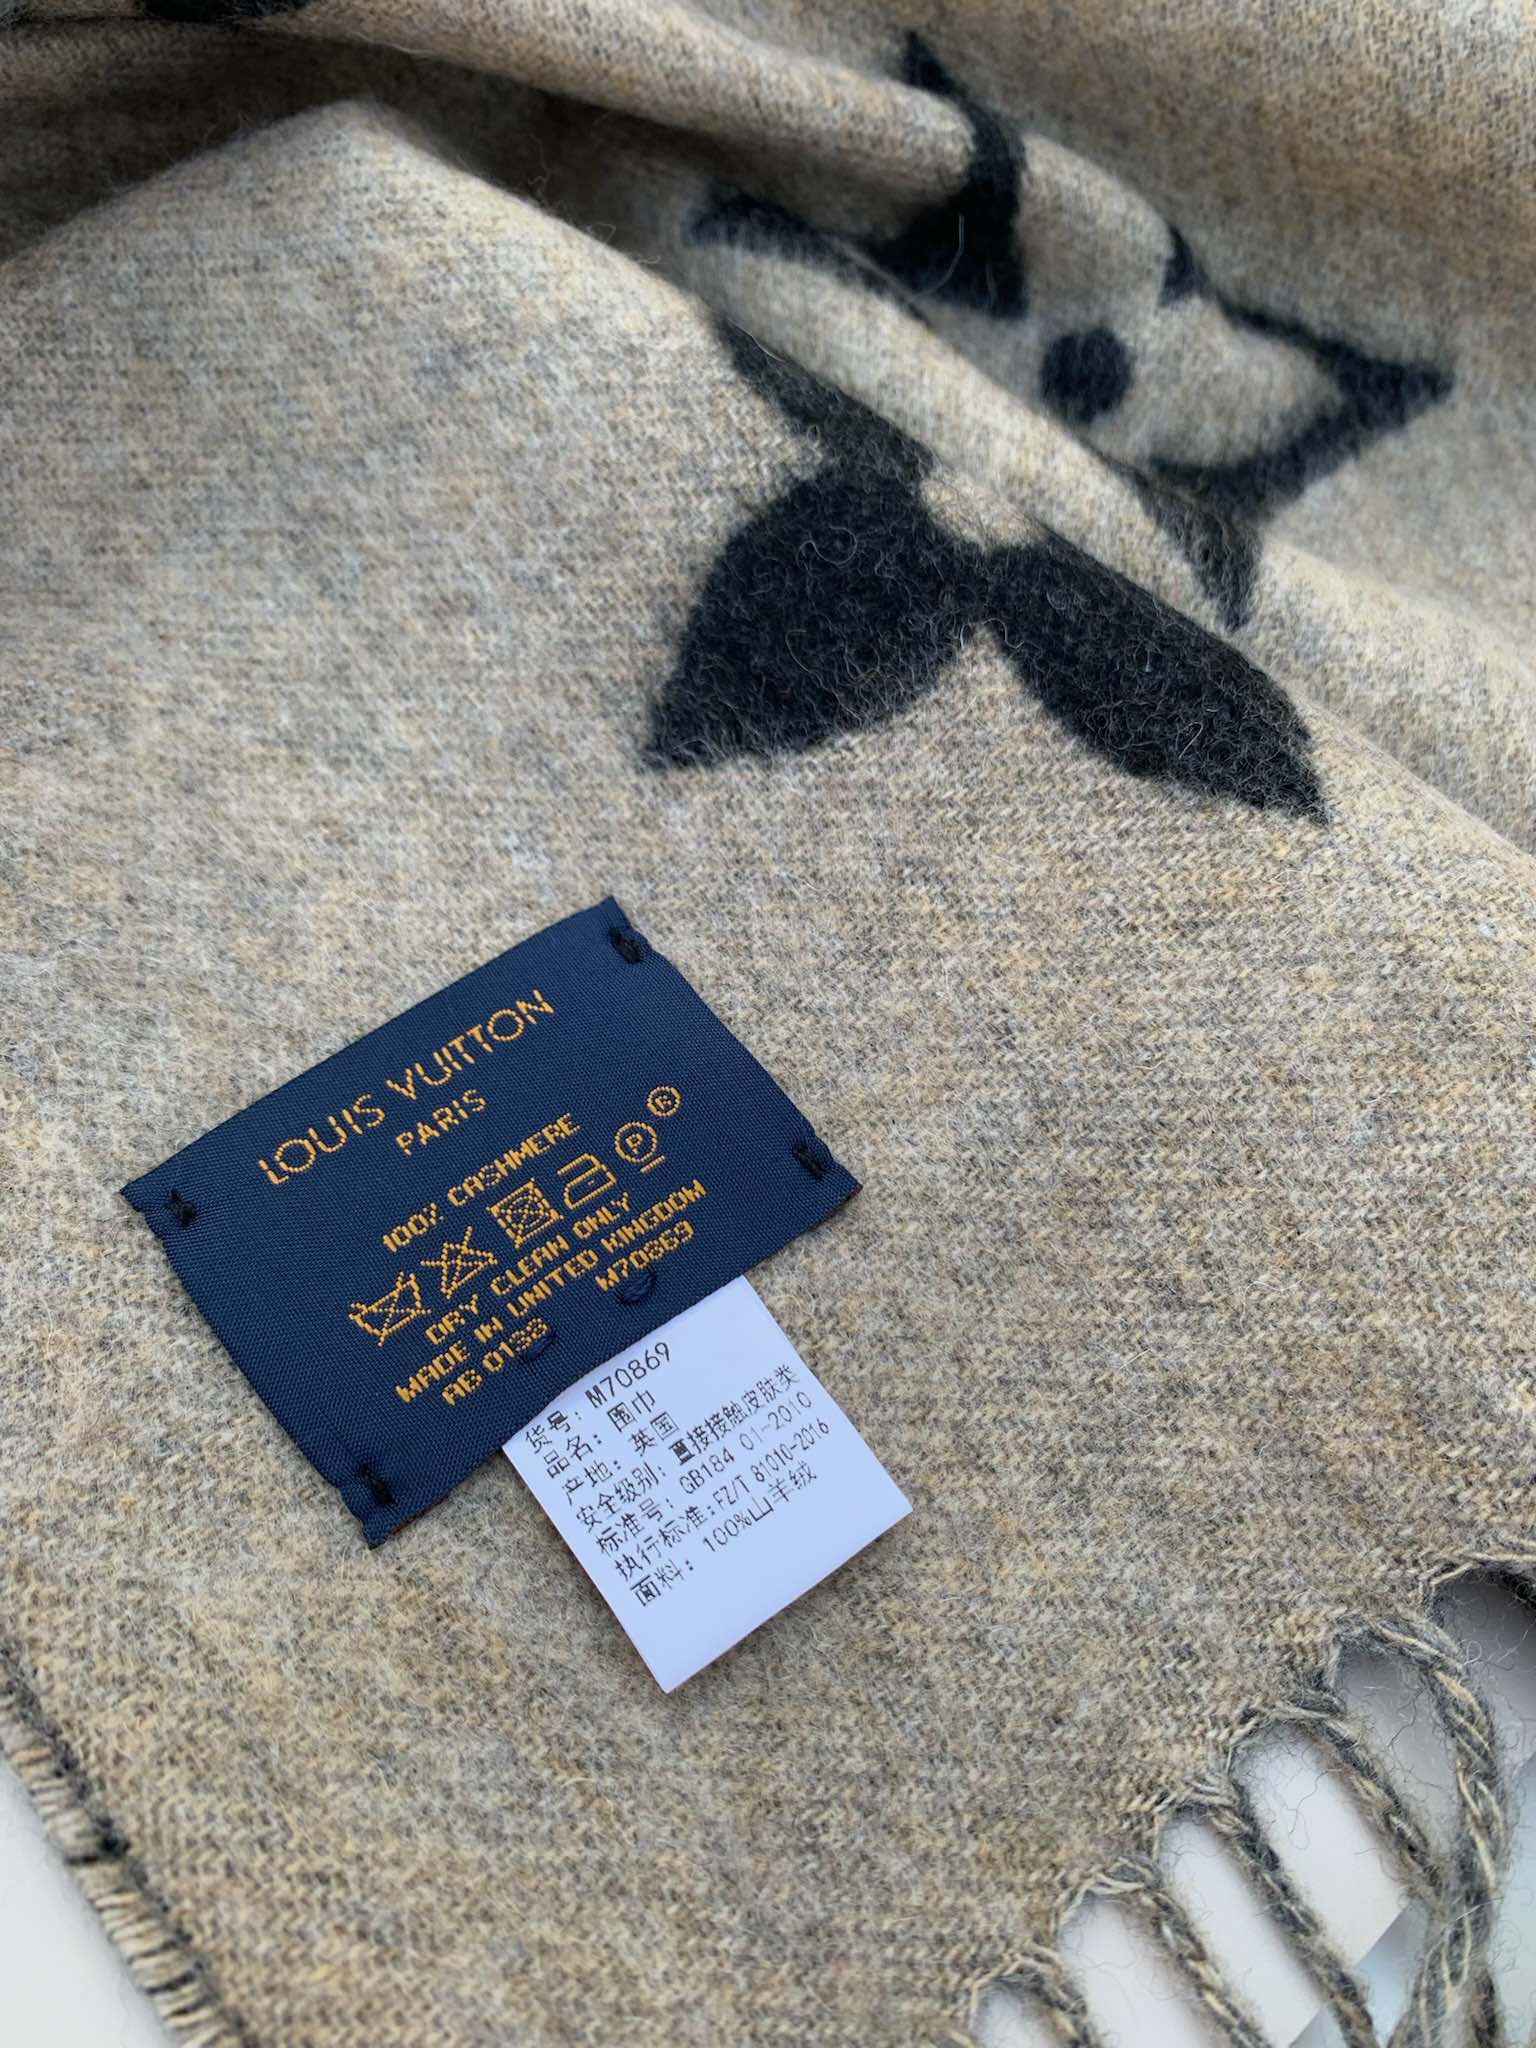 LOUIS VUITTON
PARIS
®
100% CASHMERE
P
DRY CLEAN ONLY
MADE IN UNITED KINGDOM
AB 0198 M70869
货号: M70869
品名: 围巾
产地: 英国
安全级别: 直接接触皮肤类
标准号: GB184 01-2010
执行标准: FZ/T 81010-2016
面料: 100%山羊绒